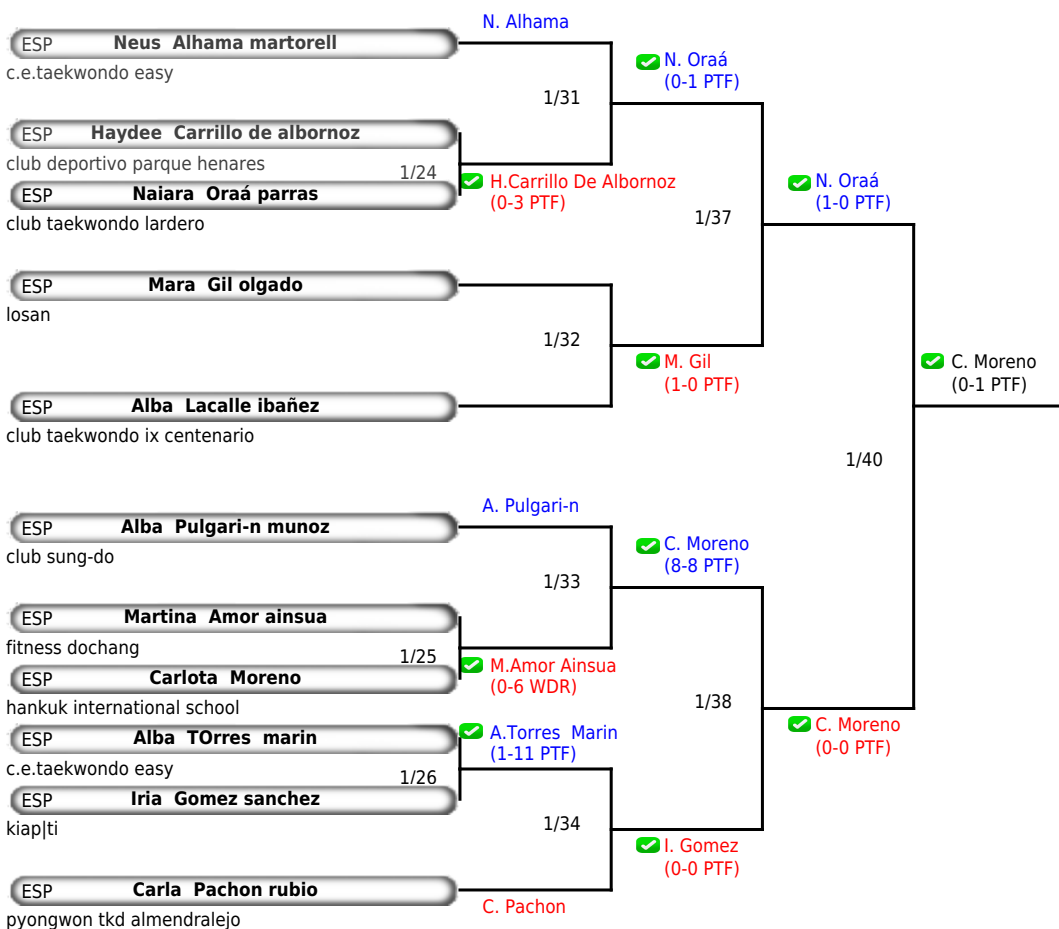 N. Alhama
ESP Neus Alhama martorell
c.e.taekwondo easy
N. Oraá
(0-1 PTF)
1/31
ESP Haydee Carrillo de albornoz
club deportivo parque henares
1/24
H.Carrillo De Albornoz
(0-3 PTF)
ESP Naiara Oraá parras
club taekwondo lardero
N. Oraá
(1-0 PTF)
1/37
ESP Mara Gil olgado
losan
1/32
M. Gil
(1-0 PTF)
C. Moreno
(0-1 PTF)
ESP Alba Lacalle ibañez
club taekwondo ix centenario
1/40
A. Pulgari-n
ESP Alba Pulgari-n munoz
club sung-do
C. Moreno
(8-8 PTF)
1/33
ESP Martina Amor ainsua
fitness dochang
1/25
M.Amor Ainsua
(0-6 WDR)
ESP Carlota Moreno
hankuk international school
1/38
C. Moreno
(0-0 PTF)
ESP Alba TOrres marin
c.e.taekwondo easy
A.Torres Marin
(1-11 PTF)
1/26
ESP Iria Gomez sanchez
kiap|ti
1/34
I. Gomez
(0-0 PTF)
ESP Carla Pachon rubio
C. Pachon
pyongwon tkd almendralejo